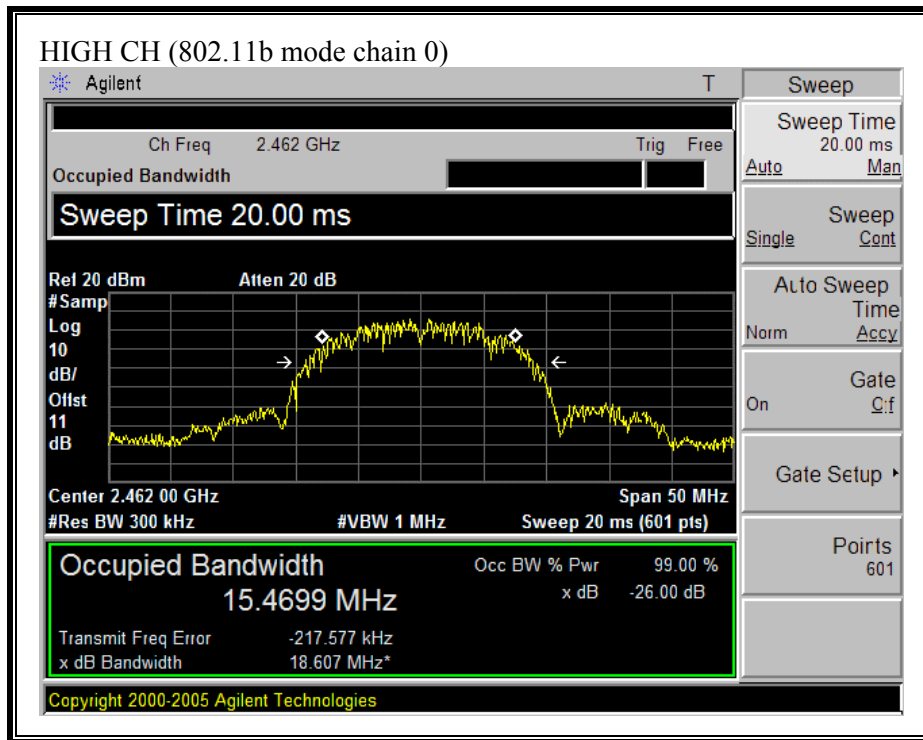 HIGH CH (802.11b mode chain 0)
Agilent T
Ch Freq 2.462 GHz Trig Free
Occupied Bandwidth
Sweep Time 20.00 ms
Ref 20 dBm Atten 20 dB
#Samp
Log
10
dB/
Offst
11
dB
Center 2.462 00 GHz Span 50 MHz
#Res BW 300 kHz #VBW 1 MHz Sweep 20 ms (601 pts)
Occupied Bandwidth Occ BW % Pwr 99.00 %
15.4699 MHz x dB -26.00 dB
Transmit Freq Error -217.577 kHz
x dB Bandwidth 18.607 MHz*
Copyright 2000-2005 Agilent Technologies
Sweep
Sweep Time
20.00 ms
Auto Man
Sweep
Single Cont
Auto Sweep
Time
Norm Accy
Gate
On Off
Gate Setup
Points
601